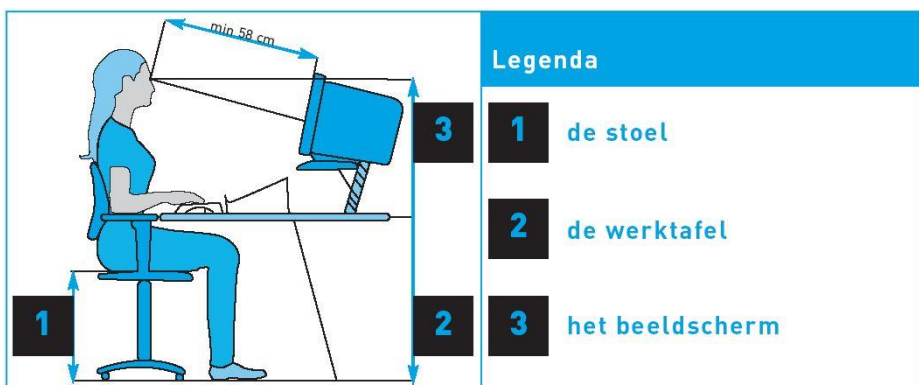 min 58 cm
3
1
2
Legenda
1 de stoel
2 de werktafel
3 het beeldscherm